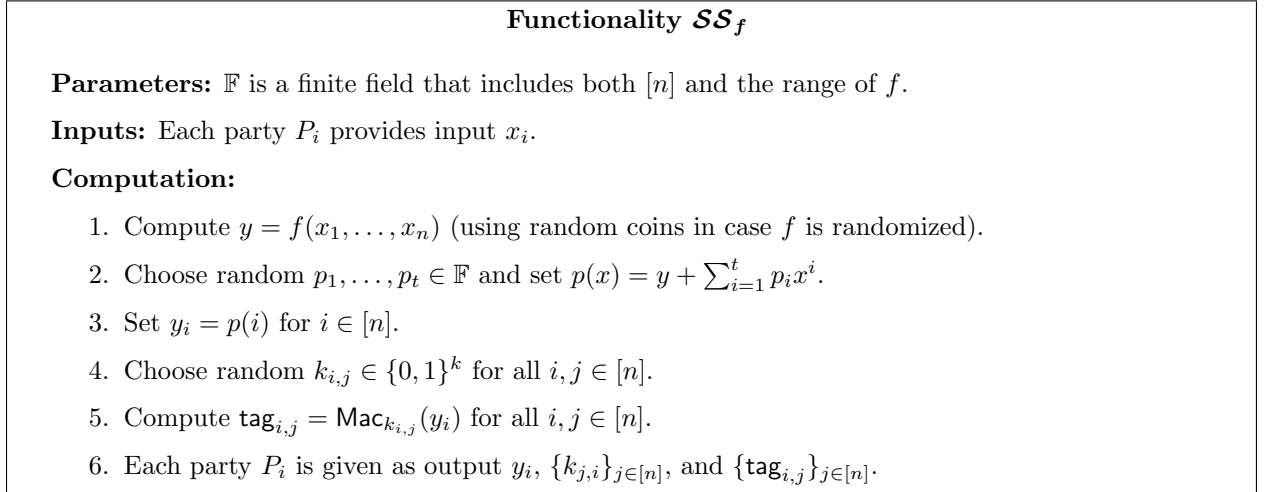 Functionality 𝓢𝓢_f
Parameters: 𝔽 is a finite field that includes both [n] and the range of f.
Inputs: Each party P_i provides input x_i.
Computation:
1. Compute y = f(x_1, . . . , x_n) (using random coins in case f is randomized).
2. Choose random p_1, . . . , p_t ∈ 𝔽 and set p(x) = y + ∑_{i=1}^t p_i x^i.
3. Set y_i = p(i) for i ∈ [n].
4. Choose random k_{i,j} ∈ {0, 1}^k for all i, j ∈ [n].
5. Compute tag_{i,j} = Mac_{k_{i,j}}(y_i) for all i, j ∈ [n].
6. Each party P_i is given as output y_i, {k_{j,i}}_{j∈[n]}, and {tag_{i,j}}_{j∈[n]}.